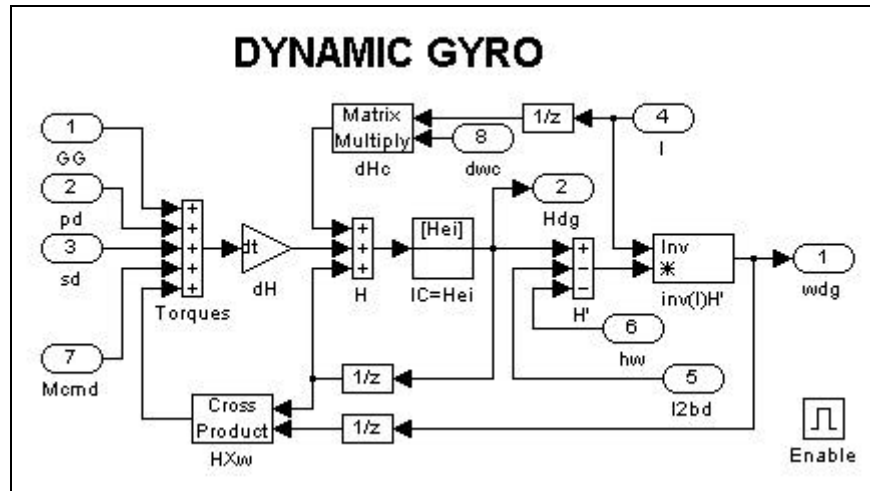 DYNAMIC GYRO
1
GG
2
pd
3
sd
7
Mcmd
+
+
+
+
+
Torques
dt
dH
Matrix
Multiply
dHc
1/z
4
I
8
dwc
+
+
+
H
[Hei]
IC=Hei
2
Hdg
+
−
−
H'
Inv
*
inv(I)H'
1
wdg
6
hw
5
I2bd
1/z
1/z
Cross
Product
HXw
Enable